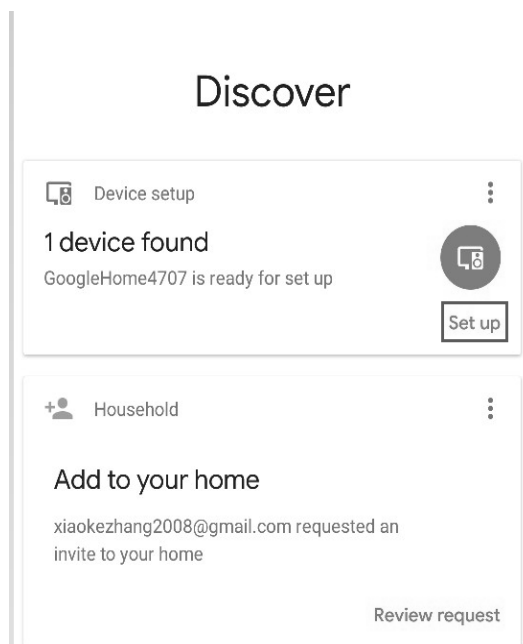 Discover
Device setup
1 device found
GoogleHome4707 is ready for set up
Set up
Household
Add to your home
xiaokezhang2008@gmail.com requested an
invite to your home
Review request